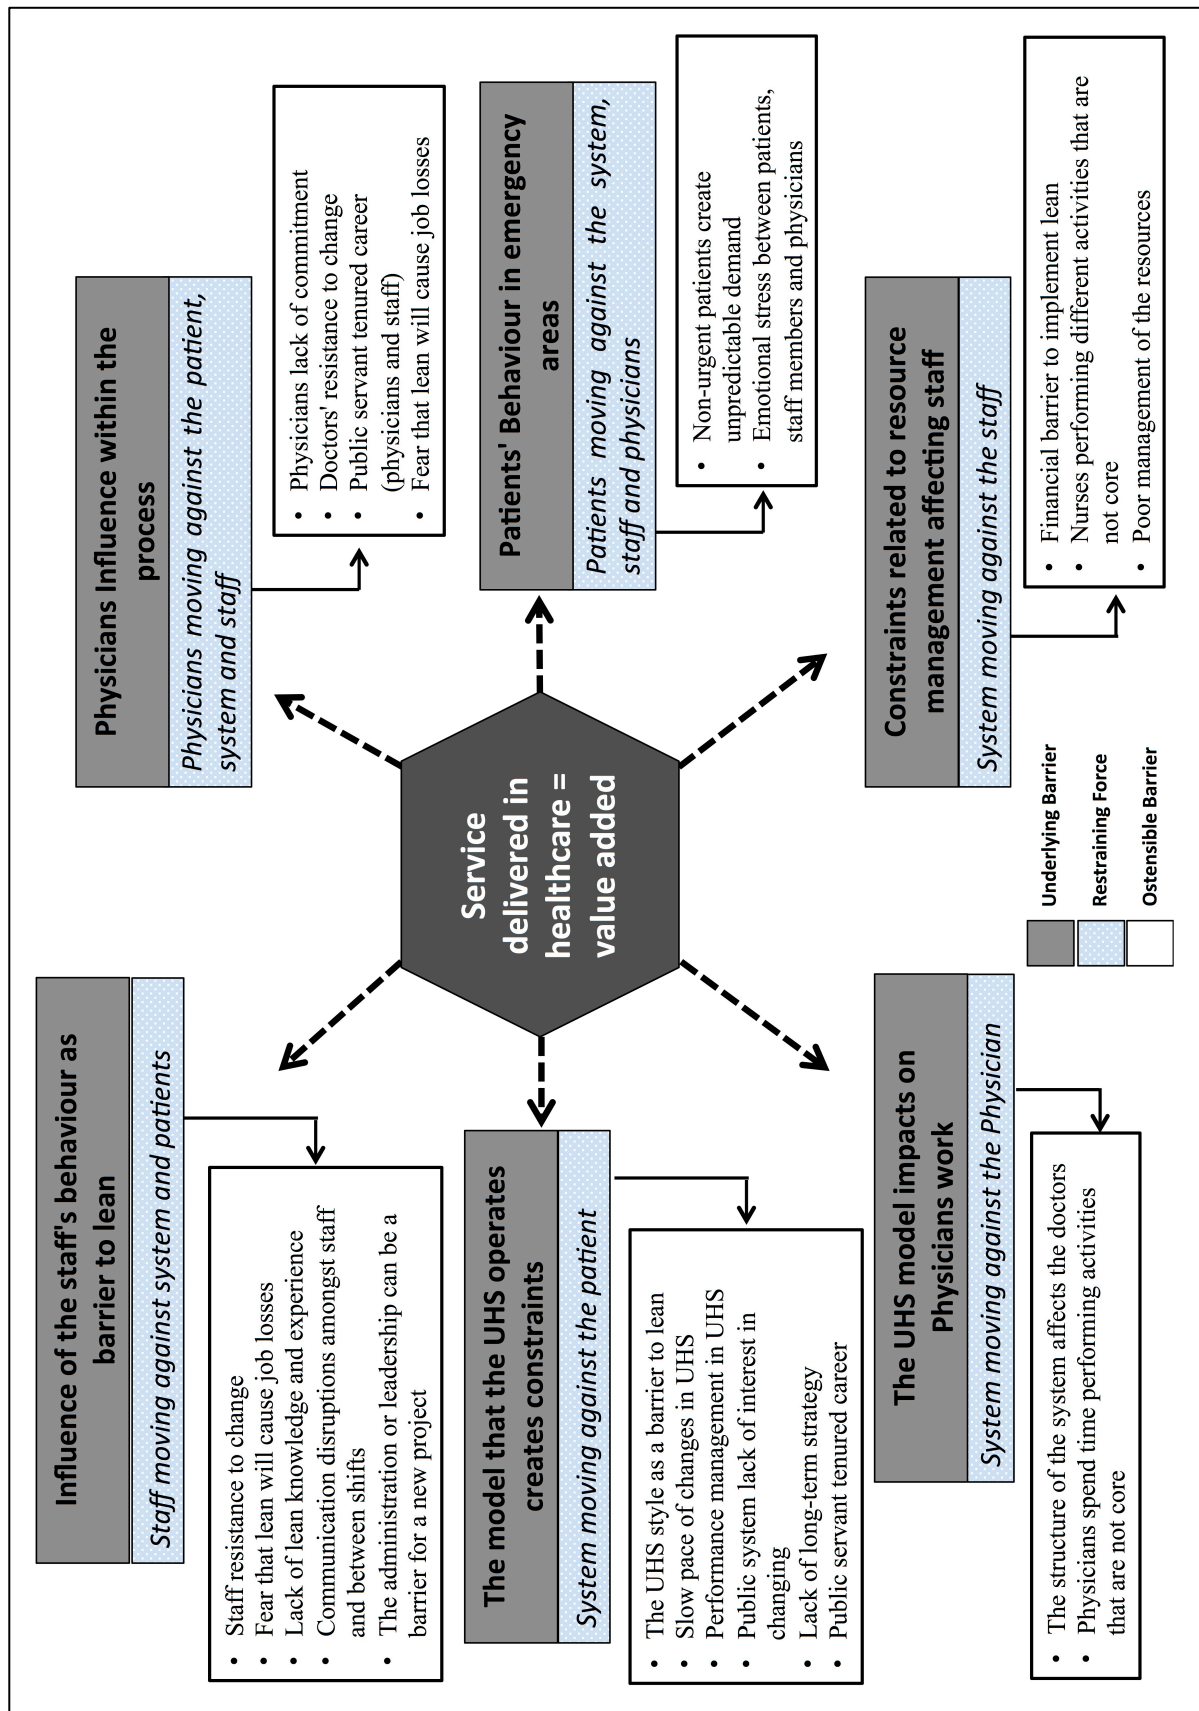 Influence of the staff's behaviour as
barrier to lean
Staff moving against system and patients
• Staff resistance to change
• Fear that lean will cause job losses
• Lack of lean knowledge and experience
• Communication disruptions amongst staff
and between shifts
• The administration or leadership can be a
barrier for a new project
Physicians Influence within the
process
Physicians moving against the patient,
system and staff
• Physicians lack of commitment
• Doctors' resistance to change
• Public servant tenured career
(physicians and staff)
• Fear that lean will cause job losses
The model that the UHS operates
creates constraints
System moving against the patient
• The UHS style as a barrier to lean
• Slow pace of changes in UHS
• Performance management in UHS
• Public system lack of interest in
changing
• Lack of long-term strategy
• Public servant tenured career
Service
delivered in
healthcare =
value added
Patients' Behaviour in emergency
areas
Patients moving against the system,
staff and physicians
• Non-urgent patients create
unpredictable demand
• Emotional stress between patients,
staff members and physicians
The UHS model impacts on
Physicians work
System moving against the Physician
• The structure of the system affects the doctors
• Physicians spend time performing activities
that are not core
Constraints related to resource
management affecting staff
System moving against the staff
• Financial barrier to implement lean
• Nurses performing different activities that are
not core
• Poor management of the resources
Underlying Barrier
Restraining Force
Ostensible Barrier